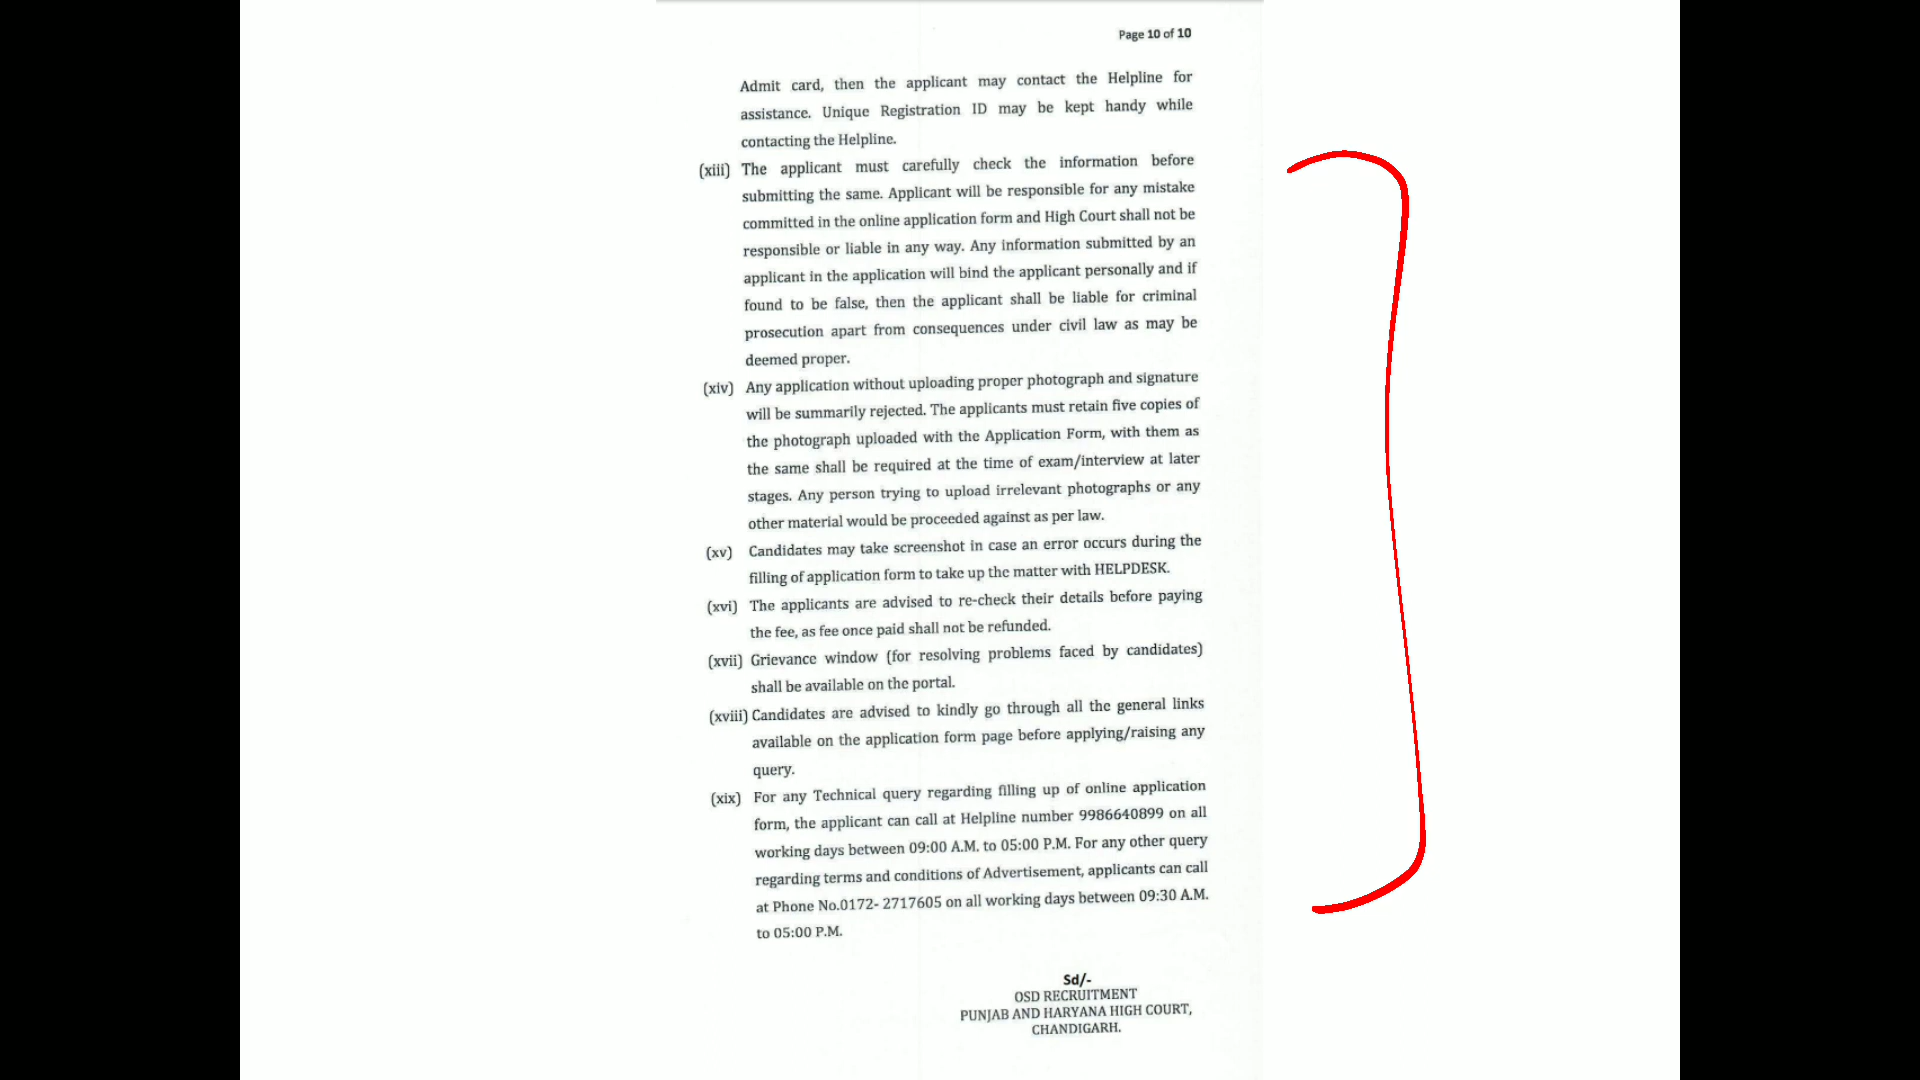 Page 10 of 10
Admit card, then the applicant may contact the Helpline for
assistance. Unique Registration ID may be kept handy while
contacting the Helpline.
(xiii) The applicant must carefully check the information before
submitting the same. Applicant will be responsible for any mistake
committed in the online application form and High Court shall not be
responsible or liable in any way. Any information submitted by an
applicant in the application will bind the applicant personally and if
found to be false, then the applicant shall be liable for criminal
prosecution apart from consequences under civil law as may be
deemed proper.
(xiv) Any application without uploading proper photograph and signature
will be summarily rejected. The applicants must retain five copies of
the photograph uploaded with the Application Form, with them as
the same shall be required at the time of exam/interview at later
stages. Any person trying to upload irrelevant photographs or any
other material would be proceeded against as per law.
(xv) Candidates may take screenshot in case an error occurs during the
filling of application form to take up the matter with HELPDESK.
(xvi) The applicants are advised to re-check their details before paying
the fee, as fee once paid shall not be refunded.
(xvii) Grievance window (for resolving problems faced by candidates)
shall be available on the portal.
(xviii) Candidates are advised to kindly go through all the general links
available on the application form page before applying/raising any
query.
(xix) For any Technical query regarding filling up of online application
form, the applicant can call at Helpline number 9986640899 on all
working days between 09:00 A.M. to 05:00 P.M. For any other query
regarding terms and conditions of Advertisement, applicants can call
at Phone No.0172- 2717605 on all working days between 09:30 A.M.
to 05:00 P.M.
Sd/-
OSD RECRUITMENT
PUNJAB AND HARYANA HIGH COURT,
CHANDIGARH.